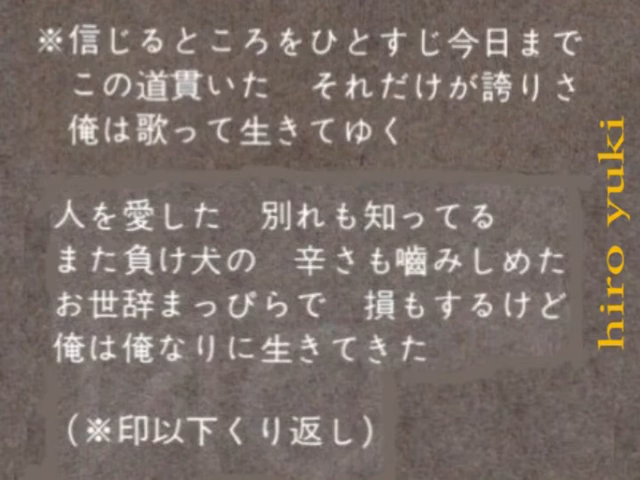 ※信じるところをひとすじ今日まで
この道貫いた　それだけが誇りさ
俺は歌って生きてゆく
人を愛した　別れも知ってる
また負け犬の　辛さも嚙みしめた
お世辞まっぴらで　損もするけど
俺は俺なりに生きてきた
(※印以下くり返し)
hiro yuki